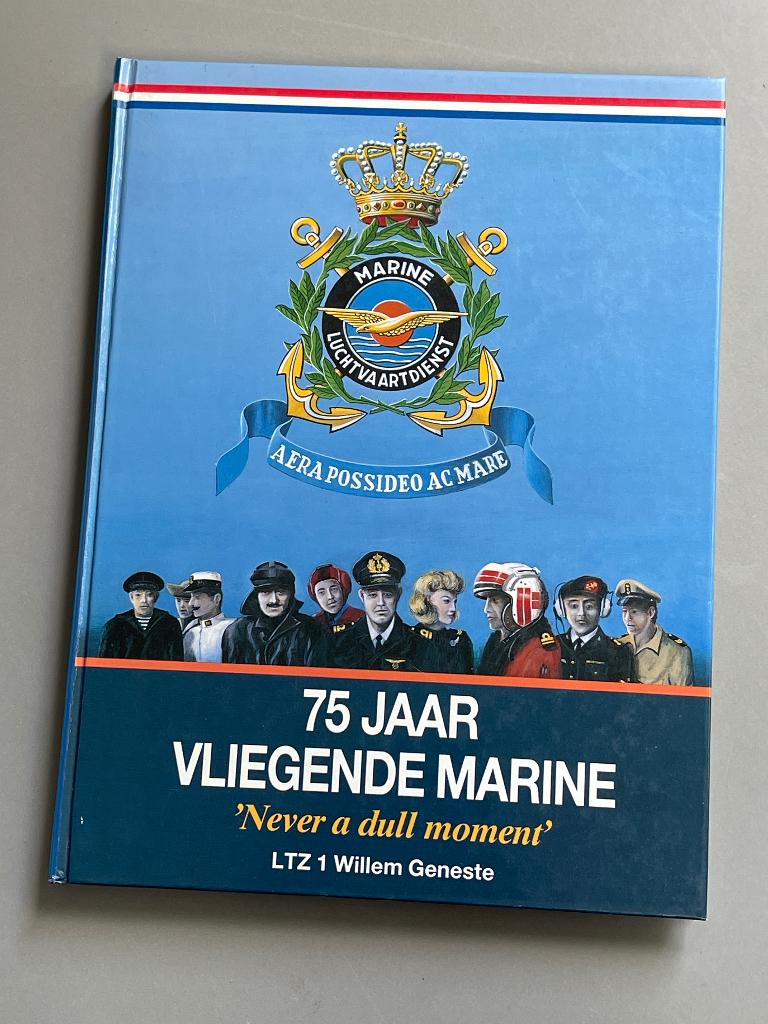 MARINE
LUCHTVAARTDIENST
AERA POSSIDEO AC MARE
75 JAAR
VLIEGENDE MARINE
’Never a dull moment’
LTZ 1 Willem Geneste